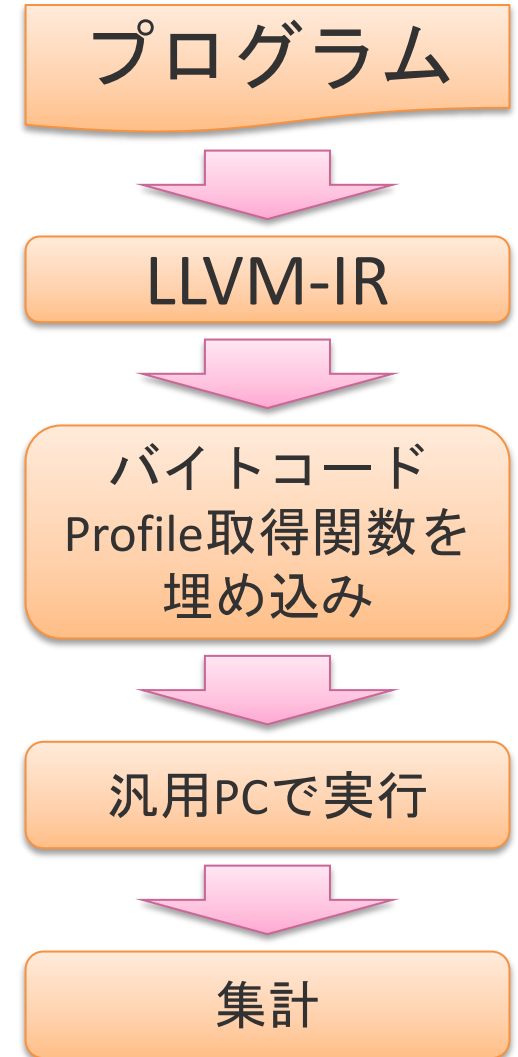 プログラム
LLVM-IR
バイトコード
Profile取得関数を
埋め込み
汎用PCで実行
集計